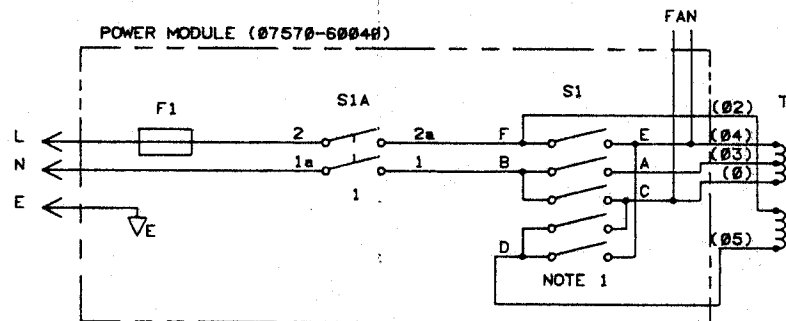 FAN
POWER MODULE (07570-60040)
F1
S1A
S1
(02)
T
L
2
2a
F
E
(04)
N
1a
1
B
A
(03)
(0)
E
1
C
E
D
(05)
NOTE 1